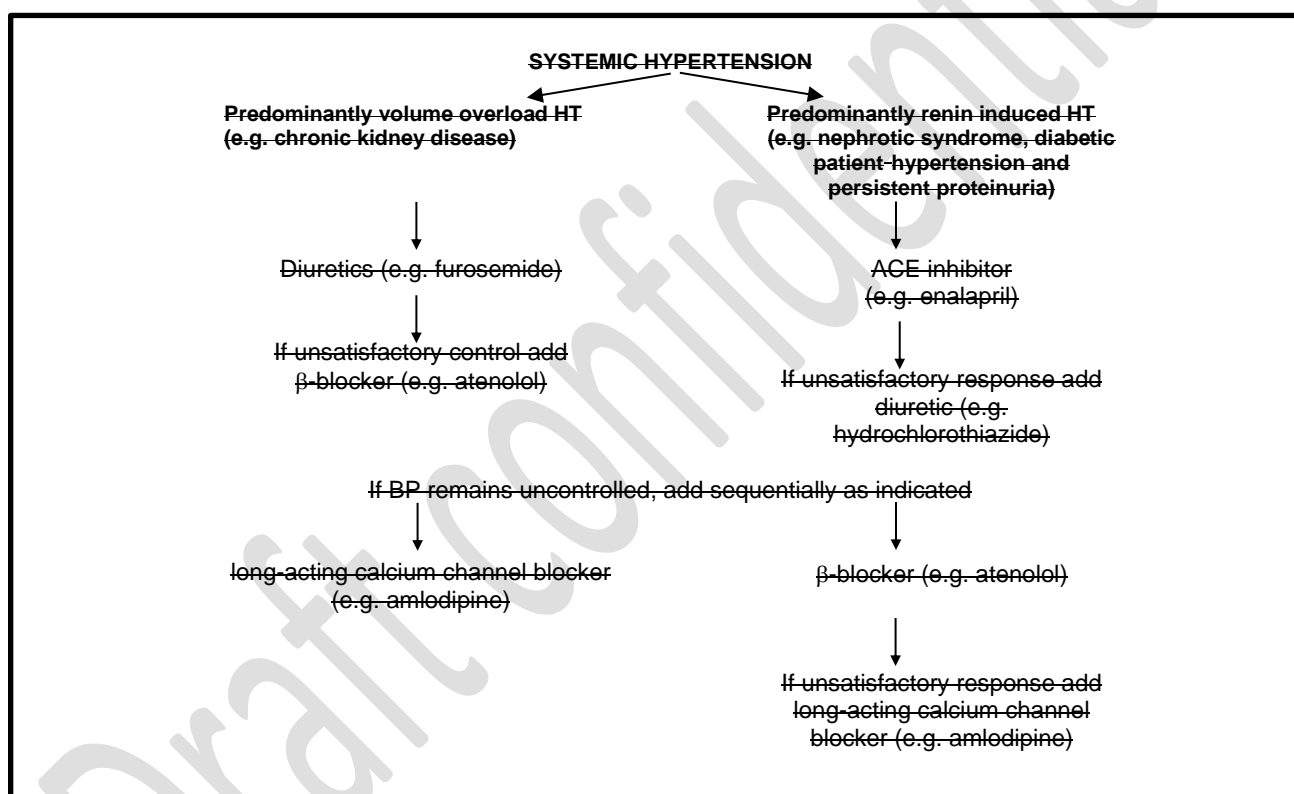 SYSTEMIC HYPERTENSION
Predominantly volume overload HT
(e.g. chronic kidney disease)
Predominantly renin induced HT
(e.g. nephrotic syndrome, diabetic
patient-hypertension and
persistent proteinuria)
Diuretics (e.g. furosemide)
ACE inhibitor
(e.g. enalapril)
If unsatisfactory control add
β-blocker (e.g. atenolol)
If unsatisfactory response add
diuretic (e.g.
hydrochlorothiazide)
If BP remains uncontrolled, add sequentially as indicated
long-acting calcium channel blocker
(e.g. amlodipine)
β-blocker (e.g. atenolol)
If unsatisfactory response add
long-acting calcium channel
blocker (e.g. amlodipine)
Draft confidential